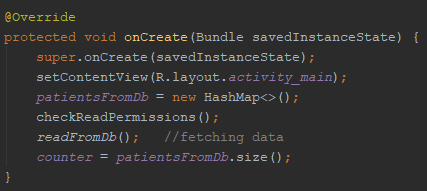 @Override
protected void onCreate(Bundle savedInstanceState) {
    super.onCreate(savedInstanceState);
    setContentView(R.layout.activity_main);
    patientsFromDb = new HashMap<>();
    checkReadPermissions();
    readFromDb();   //fetching data
    counter = patientsFromDb.size();
}